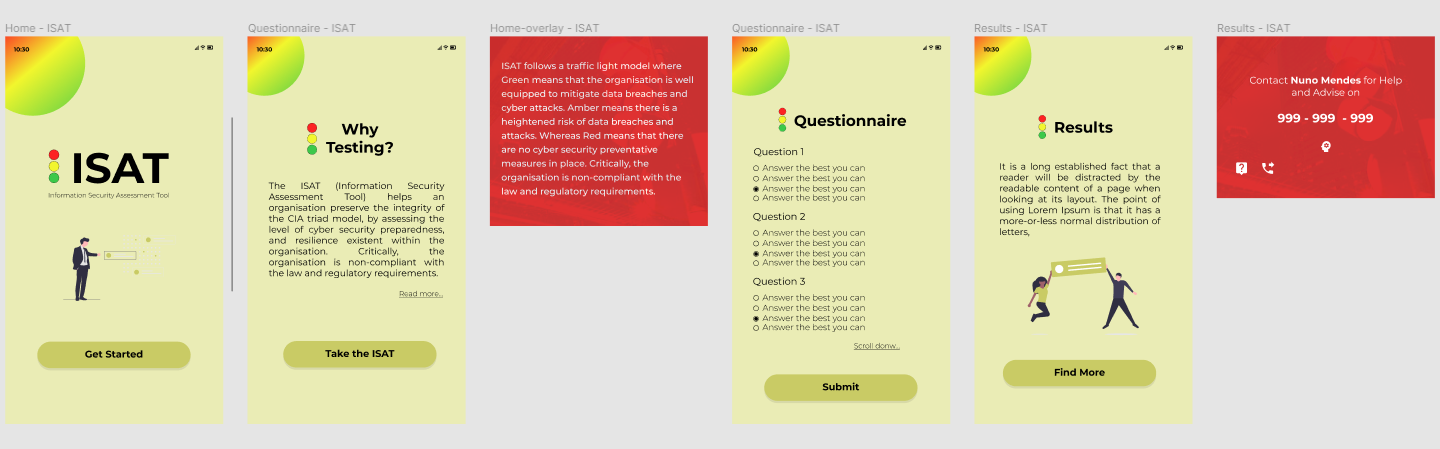 Home - ISAT
10:30
ISAT
Information Security Assessment Tool
Get Started
Questionnaire - ISAT
10:30
Why
Testing?
The ISAT (Information Security
Assessment Tool) helps an
organisation preserve the integrity of
the CIA triad model, by assessing the
level of cyber security preparedness,
and resilience existent within the
organisation. Critically, the
organisation is non-compliant with
the law and regulatory requirements.
Read more...
Take the ISAT
Home-overlay - ISAT
ISAT follows a traffic light model where
Green means that the organisation is well
equipped to mitigate data breaches and
cyber attacks. Amber means there is a
heightened risk of data breaches and
attacks. Whereas Red means that there
are no cyber security preventative
measures in place. Critically, the
organisation is non-compliant with the
law and regulatory requirements.
Questionnaire - ISAT
10:30
Questionnaire
Question 1
Answer the best you can
Answer the best you can
Answer the best you can
Answer the best you can
Question 2
Answer the best you can
Answer the best you can
Answer the best you can
Answer the best you can
Question 3
Answer the best you can
Answer the best you can
Answer the best you can
Answer the best you can
Scroll donw...
Submit
Results - ISAT
10:30
Results
It is a long established fact that a
reader will be distracted by the
readable content of a page when
looking at its layout. The point of
using Lorem Ipsum is that it has a
more-or-less normal distribution of
letters,
Find More
Results - ISAT
Contact Nuno Mendes for Help
and Advise on
999 - 999 - 999